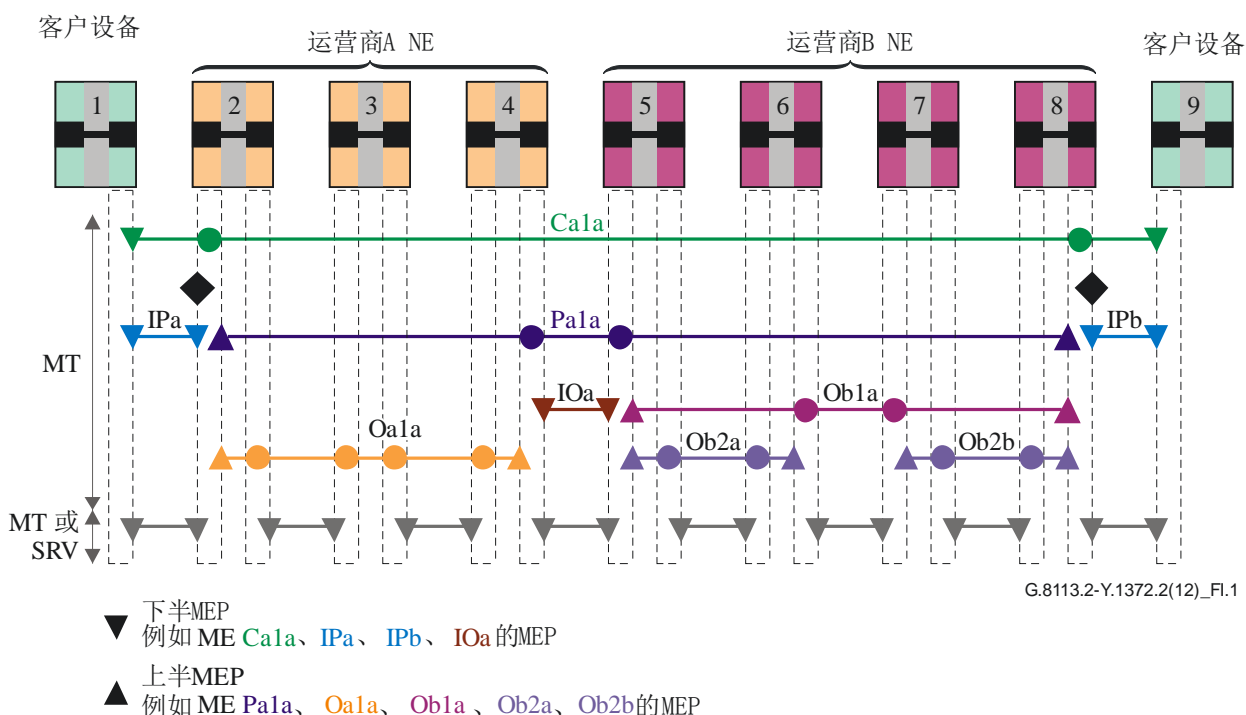 客户设备
运营商A NE
运营商B NE
客户设备
1
2
3
4
5
6
7
8
9
Ca1a
IPa
Pa1a
IPb
MT
IOa
Ob1a
Oa1a
Ob2a
Ob2b
MT 或
SRV
G.8113.2-Y.1372.2(12)_FI.1
下半MEP
例如 ME Ca1a、IPa、 IPb、 IOa 的MEP
上半MEP
例如 ME Pa1a、 Oa1a、 Ob1a 、Ob2a、Ob2b的MEP